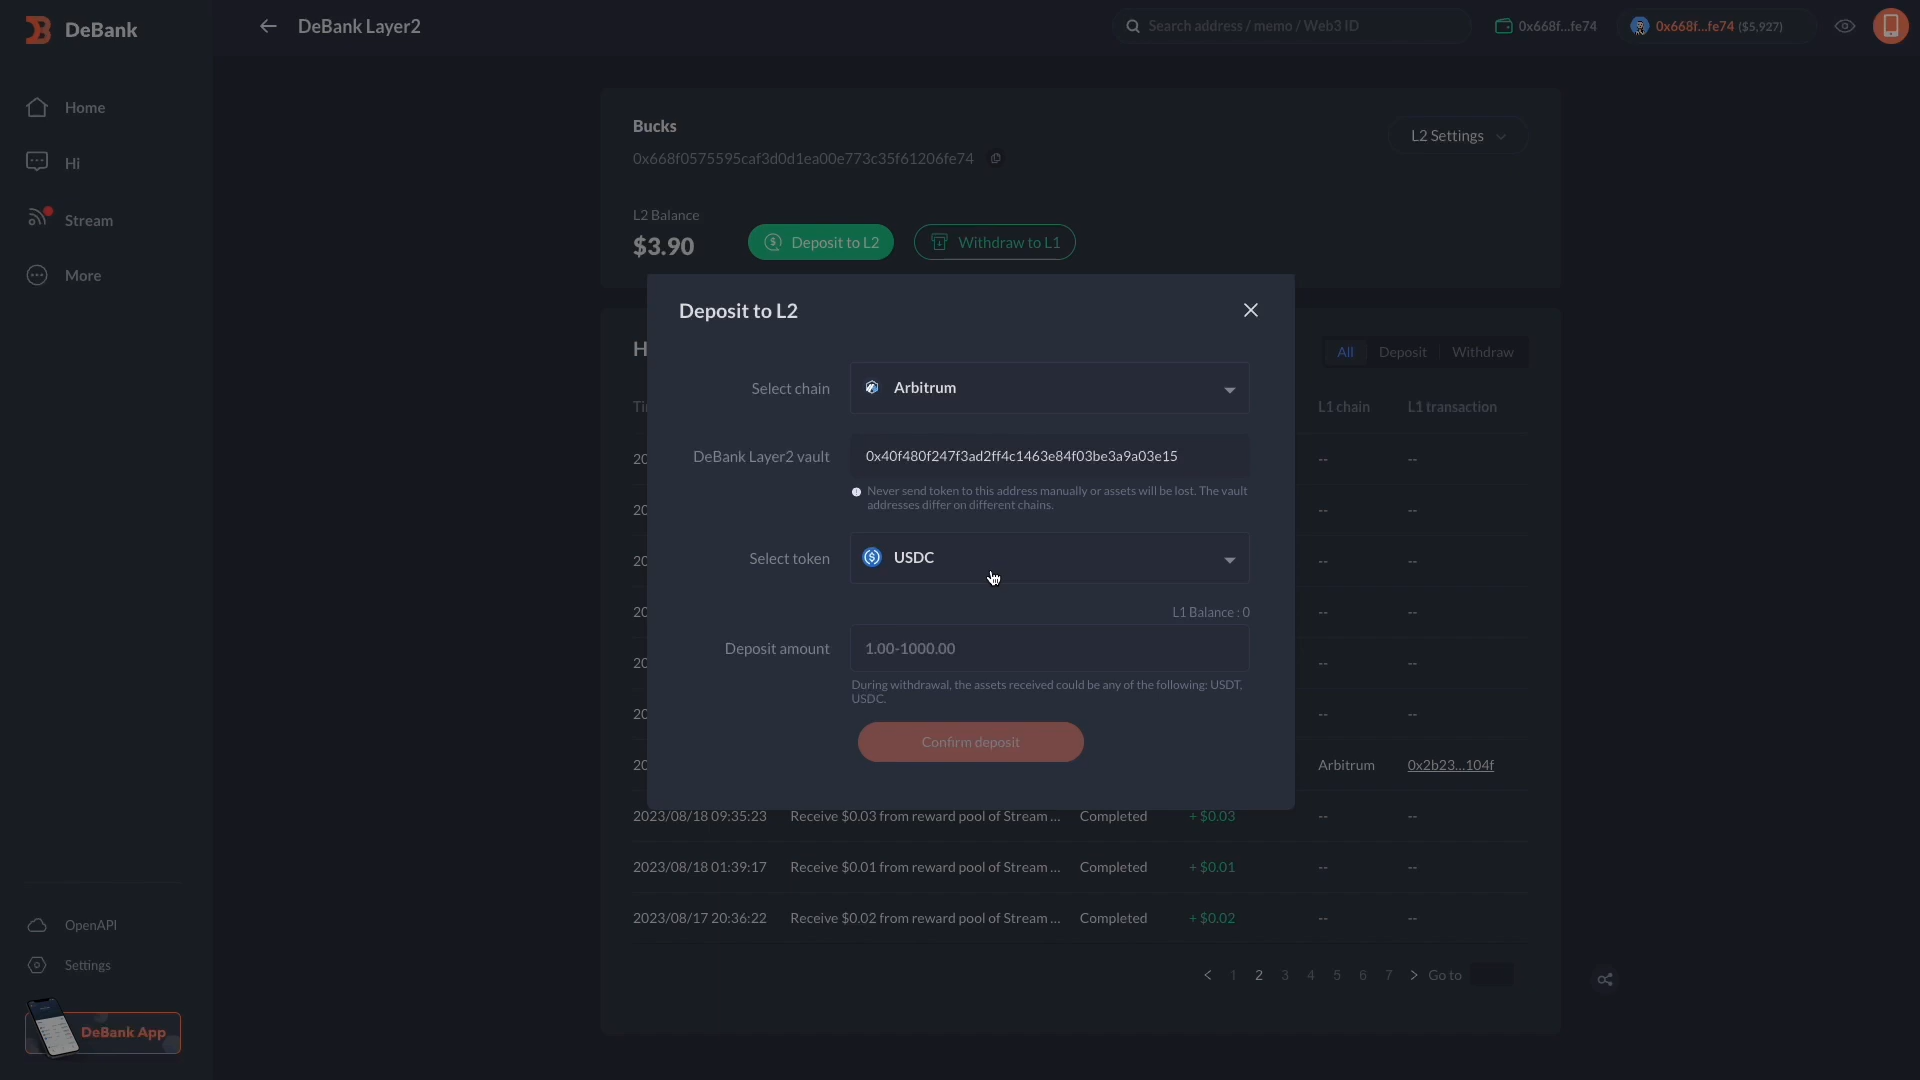 DeBank
DeBank Layer2
Search address / memo / Web3 ID
0x668f...fe74
0x668f...fe74 ($5,927)
Home
Hi
Stream
More
Bucks
L2 Settings
0x668f0575595caf3d0d1ea00e773c35f61206fe74
L2 Balance
$3.90
Deposit to L2
Withdraw to L1
Deposit to L2
H
All
Deposit
Withdraw
Select chain
Arbitrum
Ti
L1 chain
L1 transaction
DeBank Layer2 vault
0x40f480f247f3ad2ff4c1463e84f03be3a9a03e15
20
--
--
Never send token to this address manually or assets will be lost. The vault
addresses differ on different chains.
20
--
--
Select token
USDC
20
--
--
L1 Balance : 0
20
--
--
Deposit amount
1.00-1000.00
20
--
--
During withdrawal, the assets received could be any of the following: USDT,
USDC.
20
--
--
Confirm deposit
20
Arbitrum
0x2b23...104f
2023/08/18 09:35:23 Receive $0.03 from reward pool of Stream ... Completed + $0.03 -- --
2023/08/18 01:39:17 Receive $0.01 from reward pool of Stream ... Completed + $0.01 -- --
2023/08/17 20:36:22 Receive $0.02 from reward pool of Stream ... Completed + $0.02 -- --
< 1 2 3 4 5 6 7 > Go to
OpenAPI
Settings
DeBank App